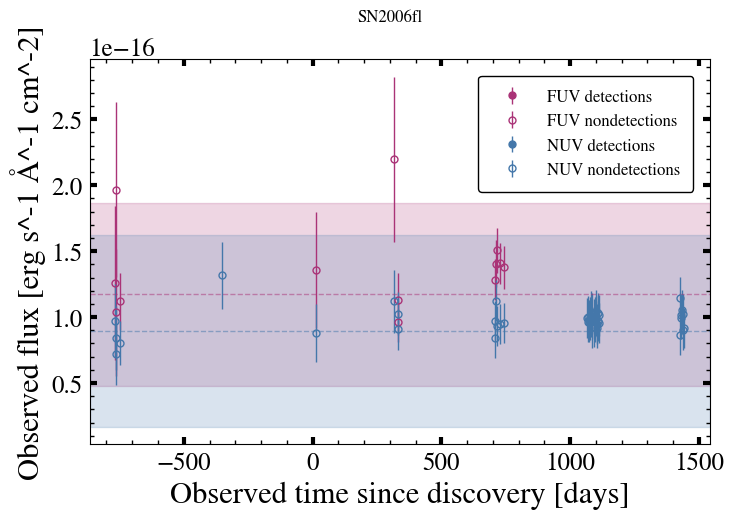 SN2006fl
1e−16
Observed flux [erg s^-1 Å^-1 cm^-2]
2.5
2.0
1.5
1.0
0.5
FUV detections
FUV nondetections
NUV detections
NUV nondetections
−500 0 500 1000 1500
Observed time since discovery [days]